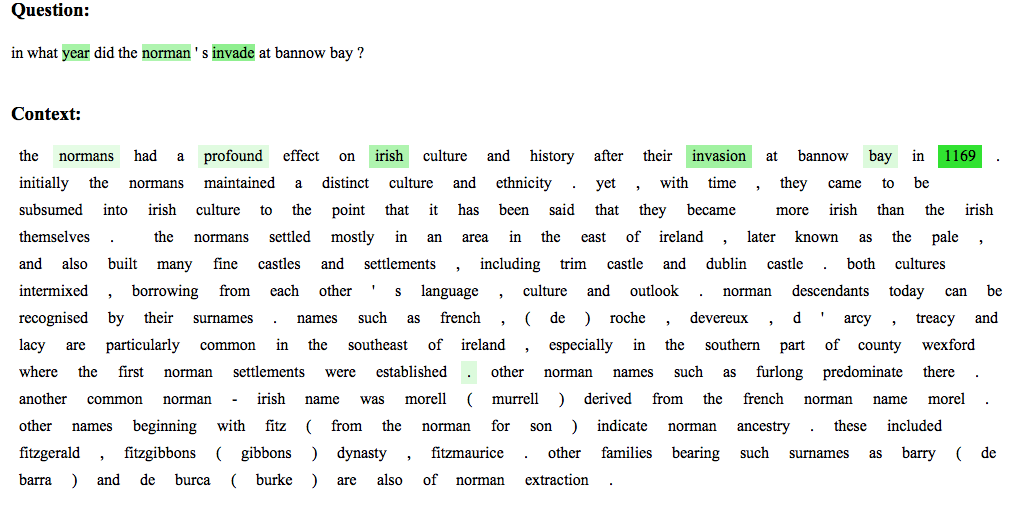 Question:
in what year did the norman ' s invade at bannow bay ?
Context:
the normans had a profound effect on irish culture and history after their invasion at bannow bay in 1169 .
initially the normans maintained a distinct culture and ethnicity . yet , with time , they came to be
subsumed into irish culture to the point that it has been said that they became more irish than the irish
themselves . the normans settled mostly in an area in the east of ireland , later known as the pale ,
and also built many fine castles and settlements , including trim castle and dublin castle . both cultures
intermixed , borrowing from each other ' s language , culture and outlook . norman descendants today can be
recognised by their surnames . names such as french , ( de ) roche , devereux , d ' arcy , treacy and
lacy are particularly common in the southeast of ireland , especially in the southern part of county wexford
where the first norman settlements were established . other norman names such as furlong predominate there .
another common norman - irish name was morell ( murrell ) derived from the french norman name morel .
other names beginning with fitz ( from the norman for son ) indicate norman ancestry . these included
fitzgerald , fitzgibbons ( gibbons ) dynasty , fitzmaurice . other families bearing such surnames as barry ( de
barra ) and de burca ( burke ) are also of norman extraction .